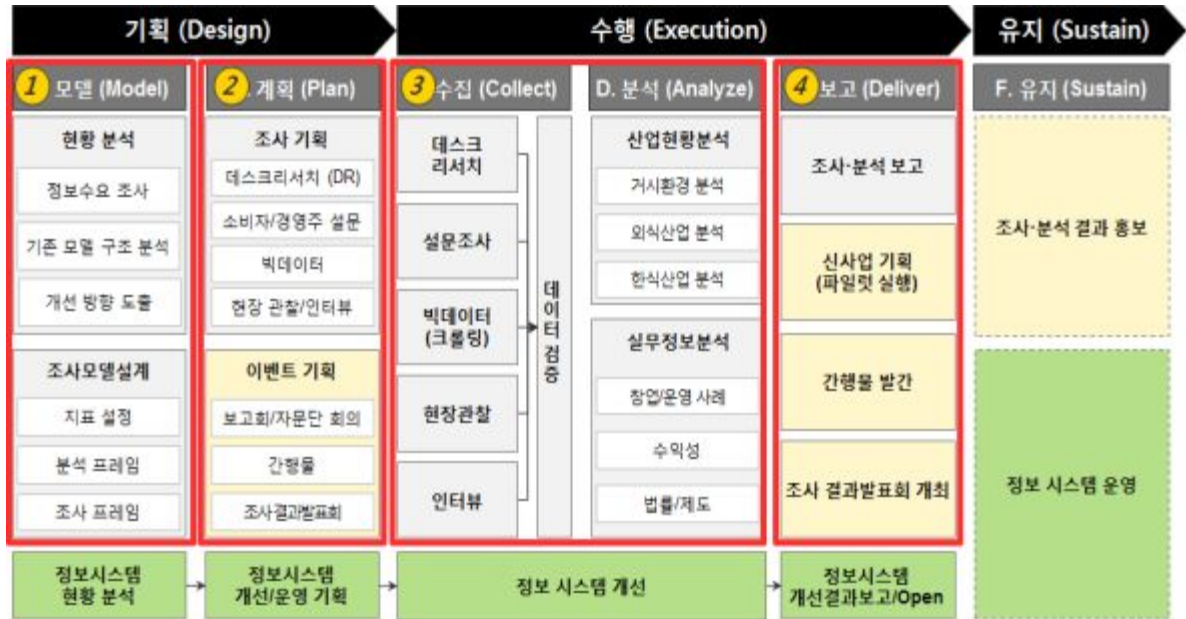 기획 (Design)
수행 (Execution)
유지 (Sustain)
1 모델 (Model)
2 . 계획 (Plan)
3 수집 (Collect)
D. 분석 (Analyze)
4 보고 (Deliver)
F. 유지 (Sustain)
현황 분석
정보수요 조사
기존 모델 구조 분석
개선 방향 도출
조사모델설계
지표 설정
분석 프레임
조사 프레임
조사 기획
데스크리서치 (DR)
소비자/경영주 설문
빅데이터
현장 관찰/인터뷰
이벤트 기획
보고회/자문단 회의
간행물
조사결과발표회
데스크
리서치
설문조사
빅데이터
(크롤링)
현장관찰
인터뷰
데이터 검증
산업현황분석
거시환경 분석
외식산업 분석
한식산업 분석
실무정보분석
창업/운영 사례
수익성
법률/제도
조사·분석 보고
신사업 기획
(파일럿 실행)
간행물 발간
조사 결과발표회 개최
조사·분석 결과 홍보
정보 시스템 운영
정보시스템
현황 분석
정보시스템
개선/운영 기획
정보 시스템 개선
정보시스템
개선결과보고/Open